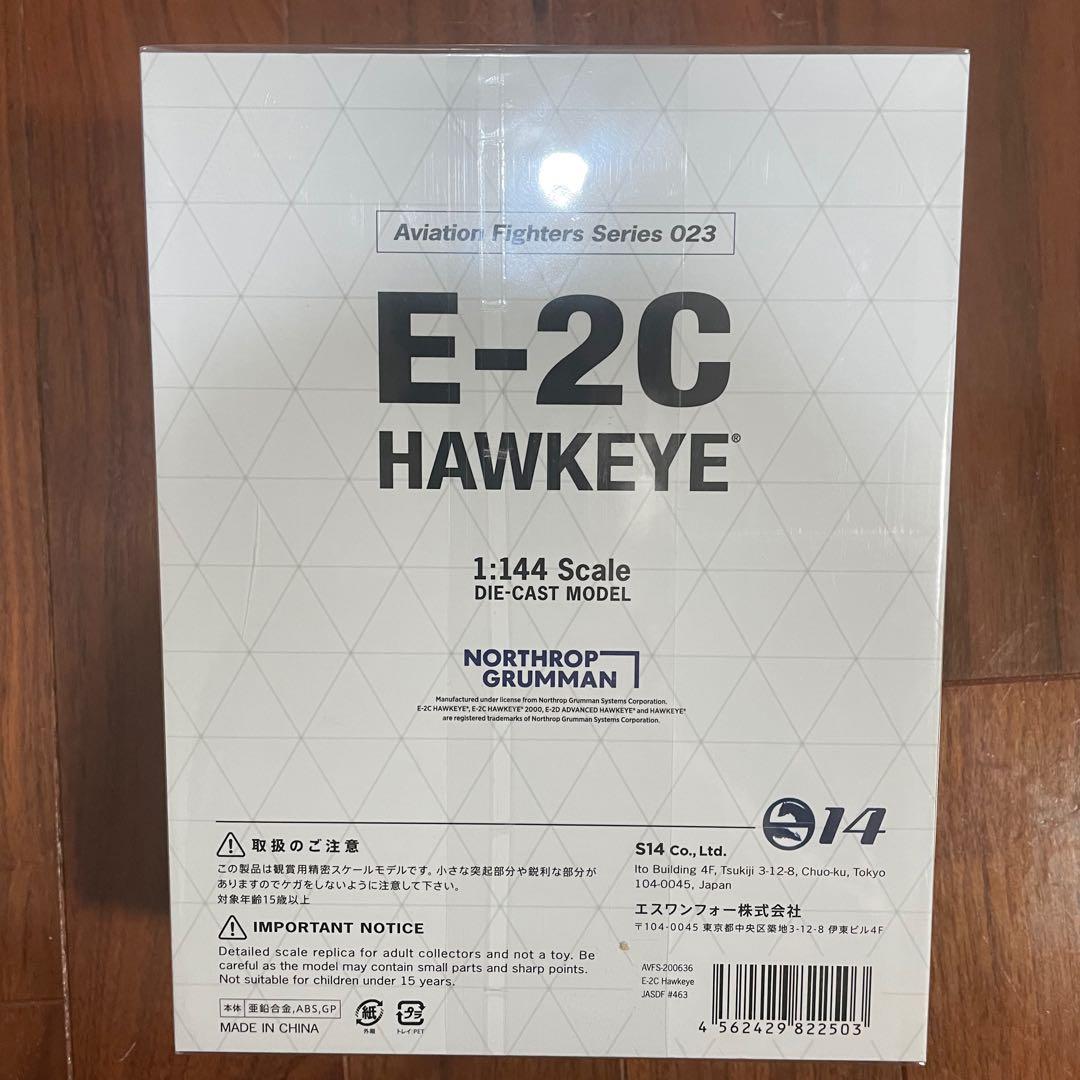 Aviation Fighters Series 023
E-2C
HAWKEYE®
1:144 Scale
DIE-CAST MODEL
NORTHROP
GRUMMAN
Manufactured under license from Northrop Grumman Systems Corporation.
E-2C HAWKEYE®, E-2C HAWKEYE® 2000, E-2D ADVANCED HAWKEYE® and HAWKEYE®
are registered trademarks of Northrop Grumman Systems Corporation.
14
取扱のご注意
この製品は観賞用精密スケールモデルです。小さな突起部分や鋭利な部分が
ありますのでケガをしないように注意して下さい。
対象年齢15歳以上
IMPORTANT NOTICE
Detailed scale replica for adult collectors and not a toy. Be
careful as the model may contain small parts and sharp points.
Not suitable for children under 15 years.
本体 亜鉛合金,ABS,GP
MADE IN CHINA
紙
外箱
プラ
トレイ:PET
S14 Co.,Ltd.
Ito Building 4F, Tsukiji 3-12-8, Chuo-ku, Tokyo
104-0045, Japan
エスワンフォー株式会社
〒104-0045 東京都中央区築地3-12-8 伊東ビル4F
AVFS-200636
E-2C Hawkeye
JASDF #463
4 562429 822503